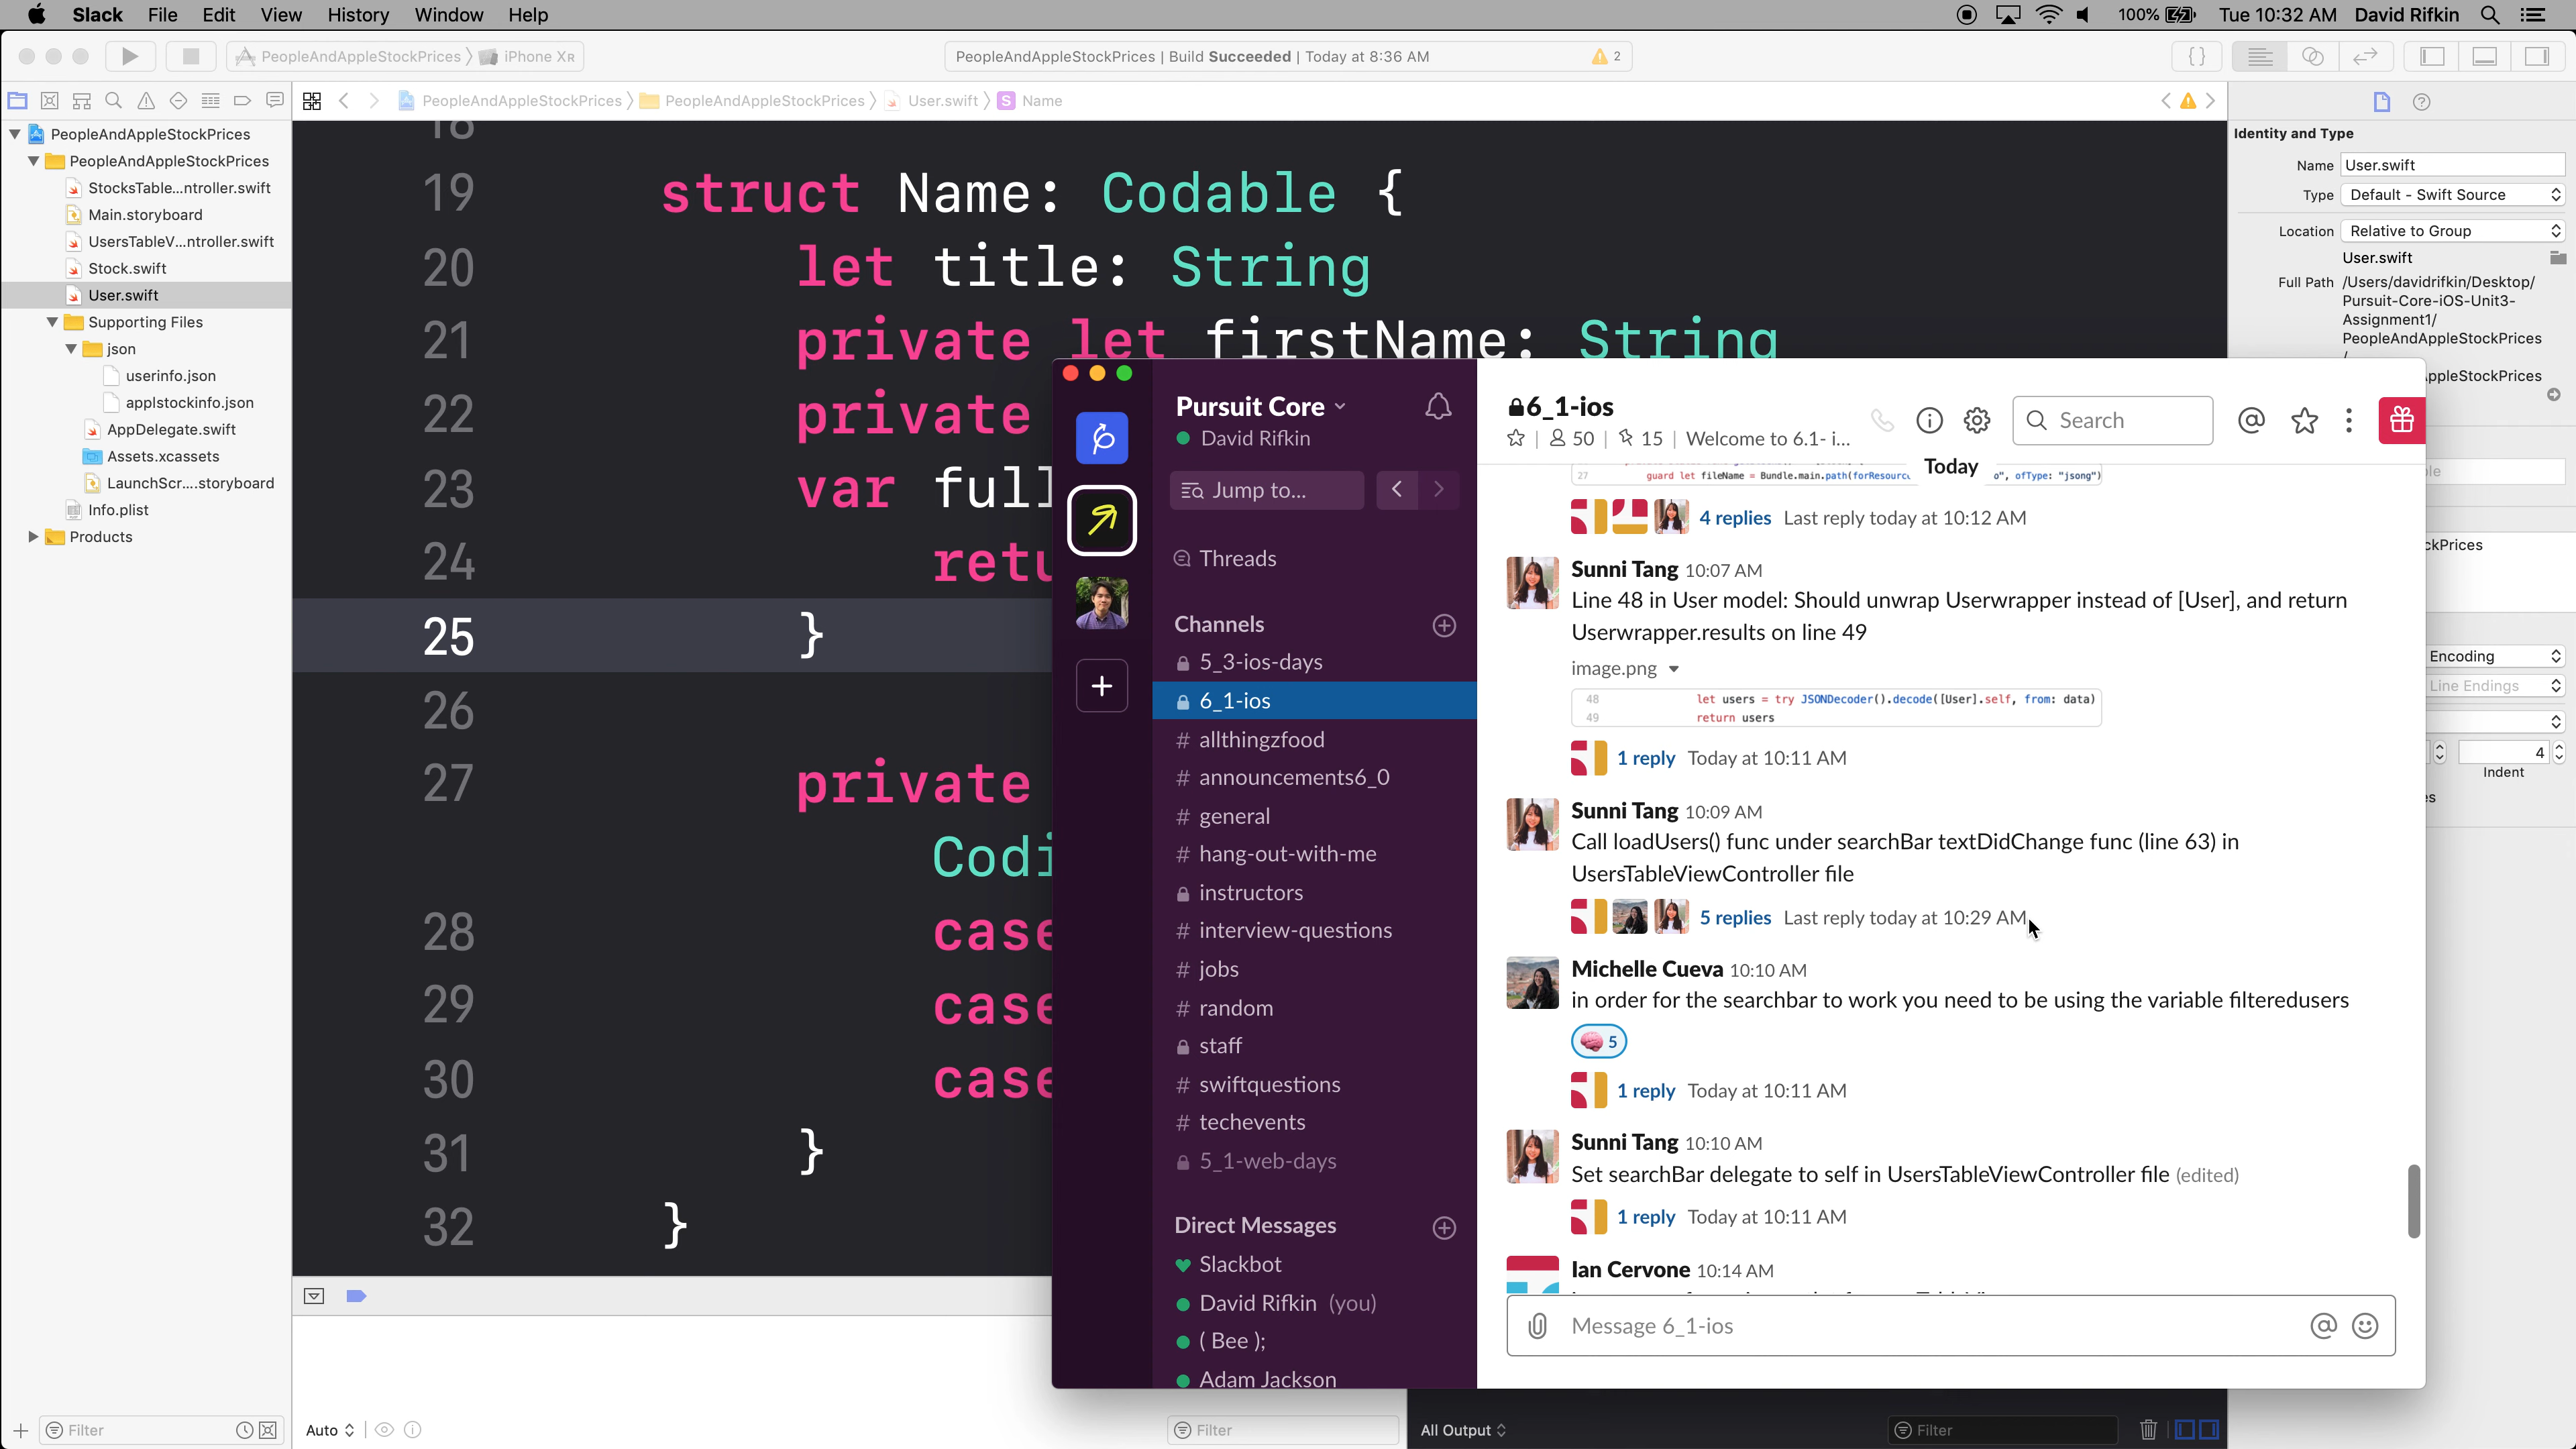 Slack File Edit View History Window Help
100% Tue 10:32 AM David Rifkin
PeopleAndAppleStockPrices iPhone XR
PeopleAndAppleStockPrices | Build Succeeded | Today at 8:36 AM
2
PeopleAndAppleStockPrices PeopleAndAppleStockPrices User.swift S Name
PeopleAndAppleStockPrices
PeopleAndAppleStockPrices
StocksTable...ntroller.swift
Main.storyboard
UsersTableV...ntroller.swift
Stock.swift
User.swift
Supporting Files
json
userinfo.json
applstockinfo.json
AppDelegate.swift
Assets.xcassets
LaunchScr....storyboard
Info.plist
Products
Filter
18
19 struct Name: Codable {
20 let title: String
21 private let firstName: String
22 private
23 var full
24 retu
25 }
26
27 private
Codi
28 case
29 case
30 case
31 }
32 }
Auto
Filter
All Output
Filter
Identity and Type
Name User.swift
Type Default - Swift Source
Location Relative to Group
User.swift
Full Path /Users/davidrifkin/Desktop/
Pursuit-Core-iOS-Unit3-
Assignment1/
PeopleAndAppleStockPrices
/
ppleStockPrices
ckPrices
Encoding
Line Endings
4
Indent
Pursuit Core
David Rifkin
Jump to...
Threads
Channels
5_3-ios-days
6_1-ios
# allthingzfood
# announcements6_0
# general
# hang-out-with-me
instructors
# interview-questions
# jobs
# random
staff
# swiftquestions
# techevents
5_1-web-days
Direct Messages
Slackbot
David Rifkin (you)
( Bee );
Adam Jackson
6_1-ios
50 | 15 | Welcome to 6.1- i...
Search
Today
27 guard let fileName = Bundle.main.path(forResourc o", ofType: "jsong")
4 replies Last reply today at 10:12 AM
Sunni Tang 10:07 AM
Line 48 in User model: Should unwrap Userwrapper instead of [User], and return
Userwrapper.results on line 49
image.png
48 let users = try JSONDecoder().decode([User].self, from: data)
49 return users
1 reply Today at 10:11 AM
Sunni Tang 10:09 AM
Call loadUsers() func under searchBar textDidChange func (line 63) in
UsersTableViewController file
5 replies Last reply today at 10:29 AM
Michelle Cueva 10:10 AM
in order for the searchbar to work you need to be using the variable filteredusers
5
1 reply Today at 10:11 AM
Sunni Tang 10:10 AM
Set searchBar delegate to self in UsersTableViewController file (edited)
1 reply Today at 10:11 AM
Ian Cervone 10:14 AM
Message 6_1-ios